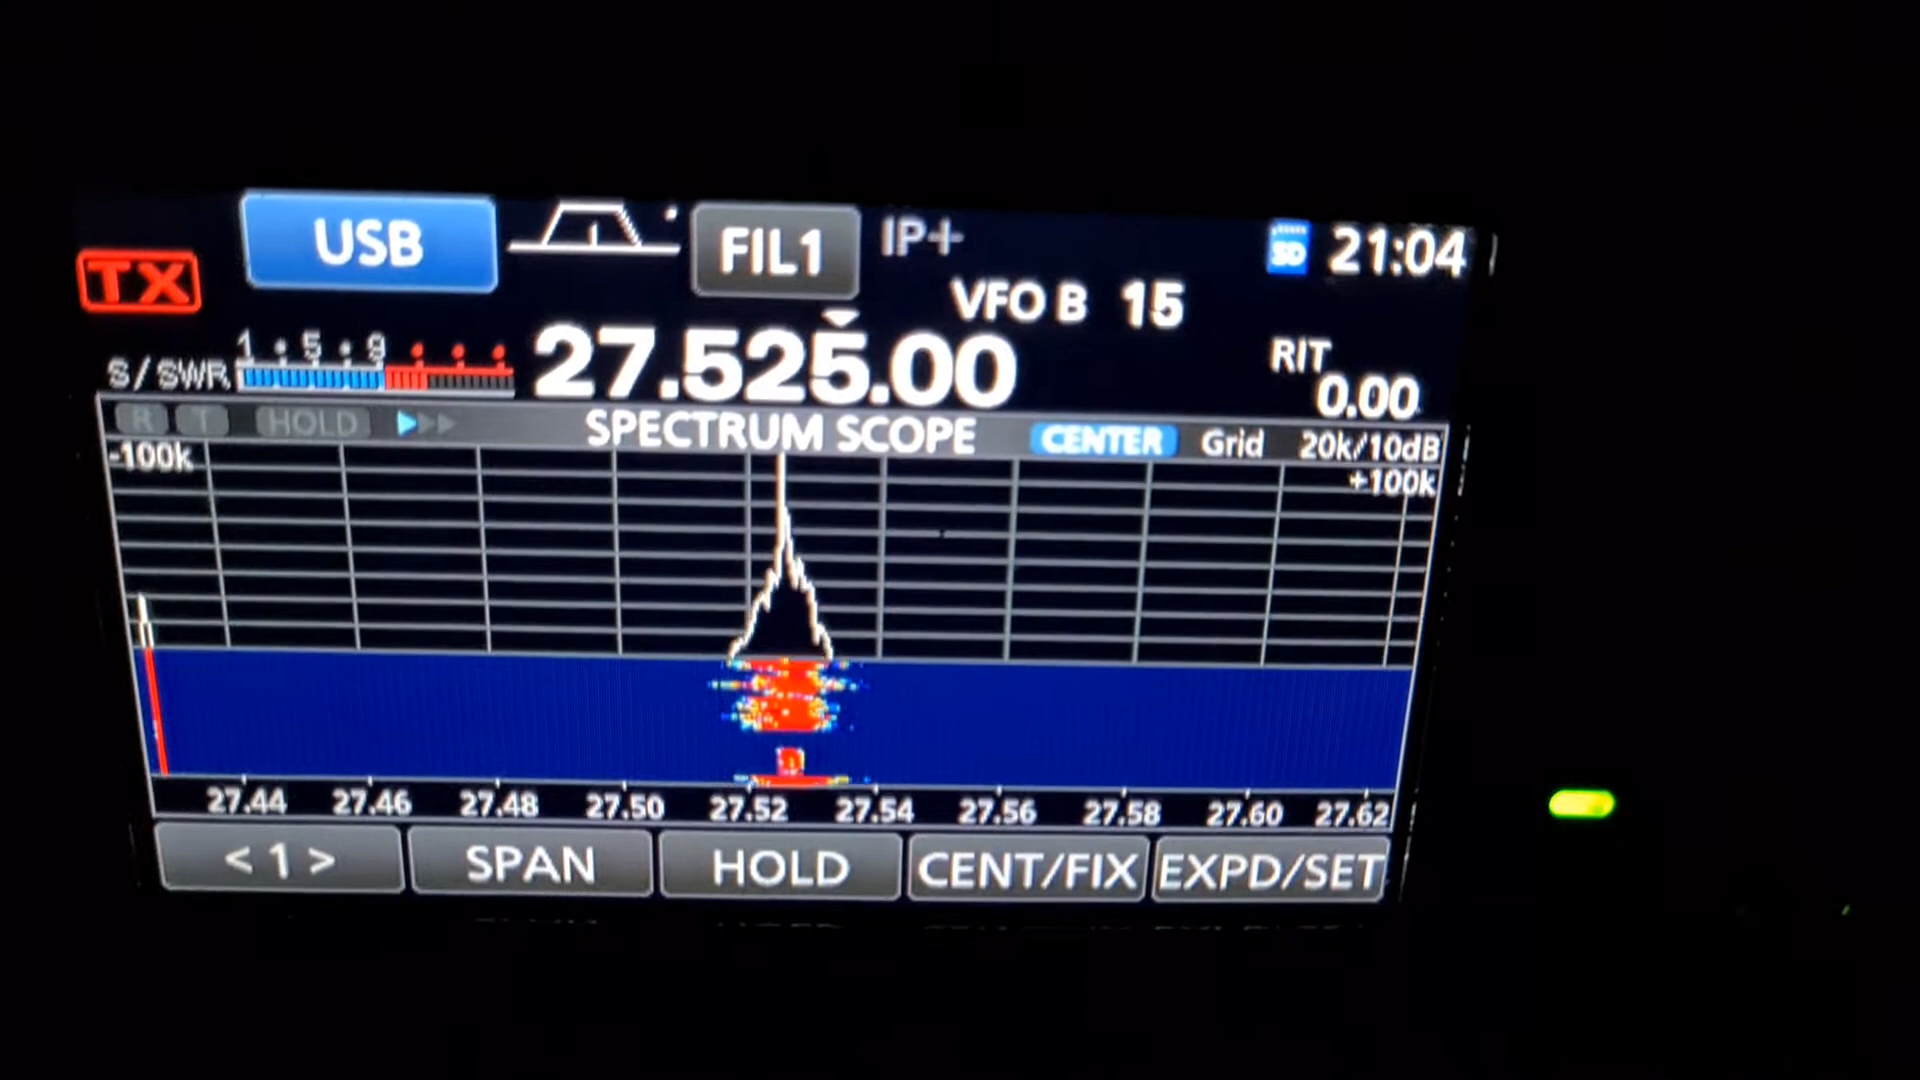 USB FIL1 IP+ SD 21:04
TX
VFO B 15
S/SWR 1 5 9 27.525.00 RIT
0.00
R T HOLD SPECTRUM SCOPE CENTER Grid 20k/10dB
-100k +100k
27.44 27.46 27.48 27.50 27.52 27.54 27.56 27.58 27.60 27.62
< 1 > SPAN HOLD CENT/FIX EXPD/SET